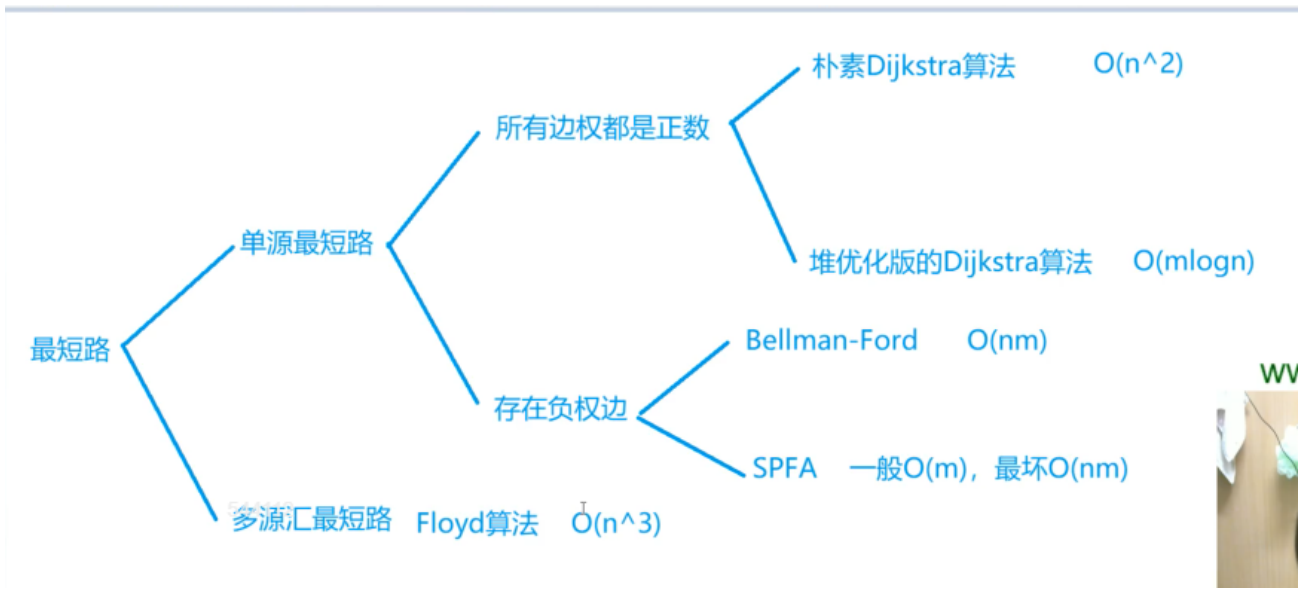 朴素Dijkstra算法 O(n^2)
所有边权都是正数
单源最短路
堆优化版的Dijkstra算法 O(mlogn)
最短路
Bellman-Ford O(nm)
存在负权边
SPFA 一般O(m)，最坏O(nm)
多源汇最短路 Floyd算法 O(n^3)